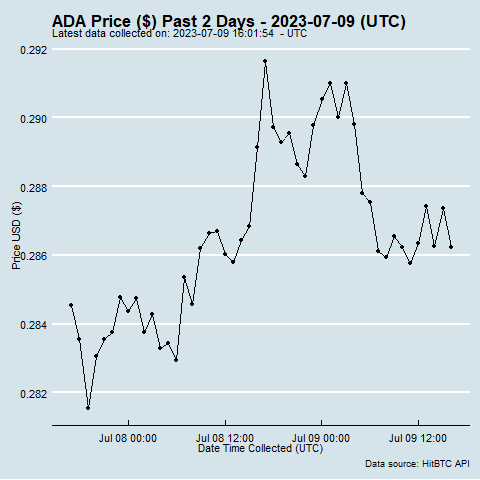 ADA Price ($) Past 2 Days - 2023-07-09 (UTC)
Latest data collected on: 2023-07-09 16:01:54  - UTC
0.292
0.290
0.288
0.286
0.284
0.282
Price USD ($)
Jul 08 00:00 Jul 08 12:00 Jul 09 00:00 Jul 09 12:00
Date Time Collected (UTC)
Data source: HitBTC API